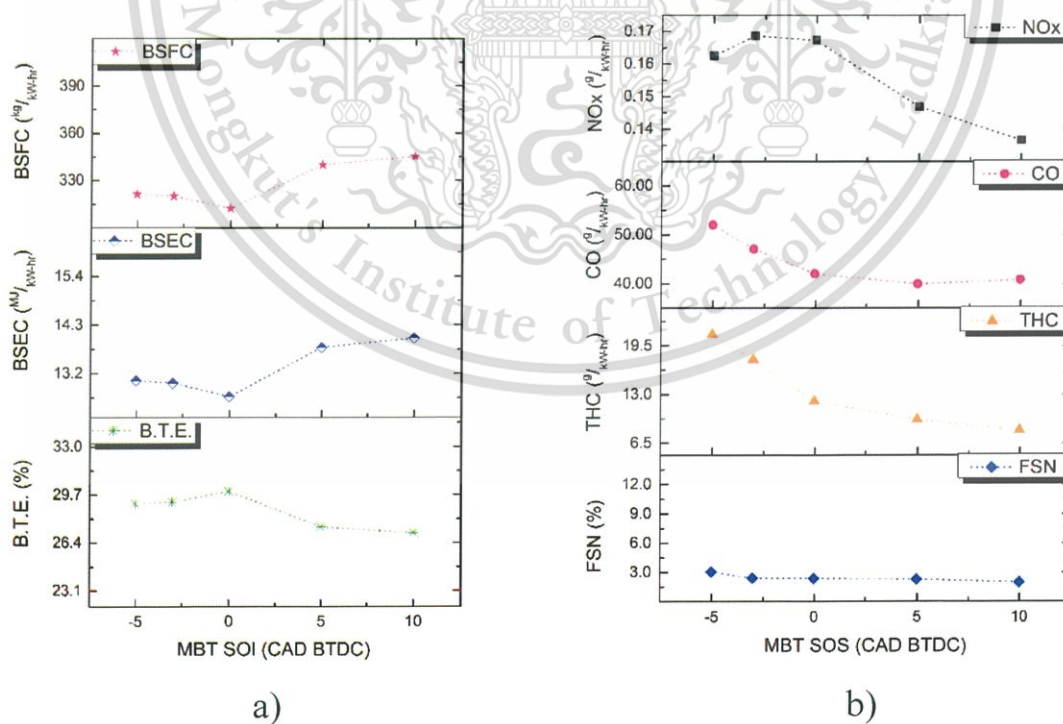 BSFC
BSFC (kg/kW-hr)
390
360
330
BSEC
BSEC (MJ/kW-hr)
15.4
14.3
13.2
B.T.E.
B.T.E. (%)
33.0
29.7
26.4
23.1
-5 0 5 10
MBT SOI (CAD BTDC)
a)
NOx
NOx (g/kW-hr)
0.17
0.16
0.15
0.14
CO
CO (g/kW-hr)
60.00
50.00
40.00
THC
THC (g/kW-hr)
19.5
13.0
6.5
FSN
FSN (%)
12.0
9.0
6.0
3.0
-5 0 5 10
MBT SOS (CAD BTDC)
b)
Mongkut's Institute of Technology Ladkra